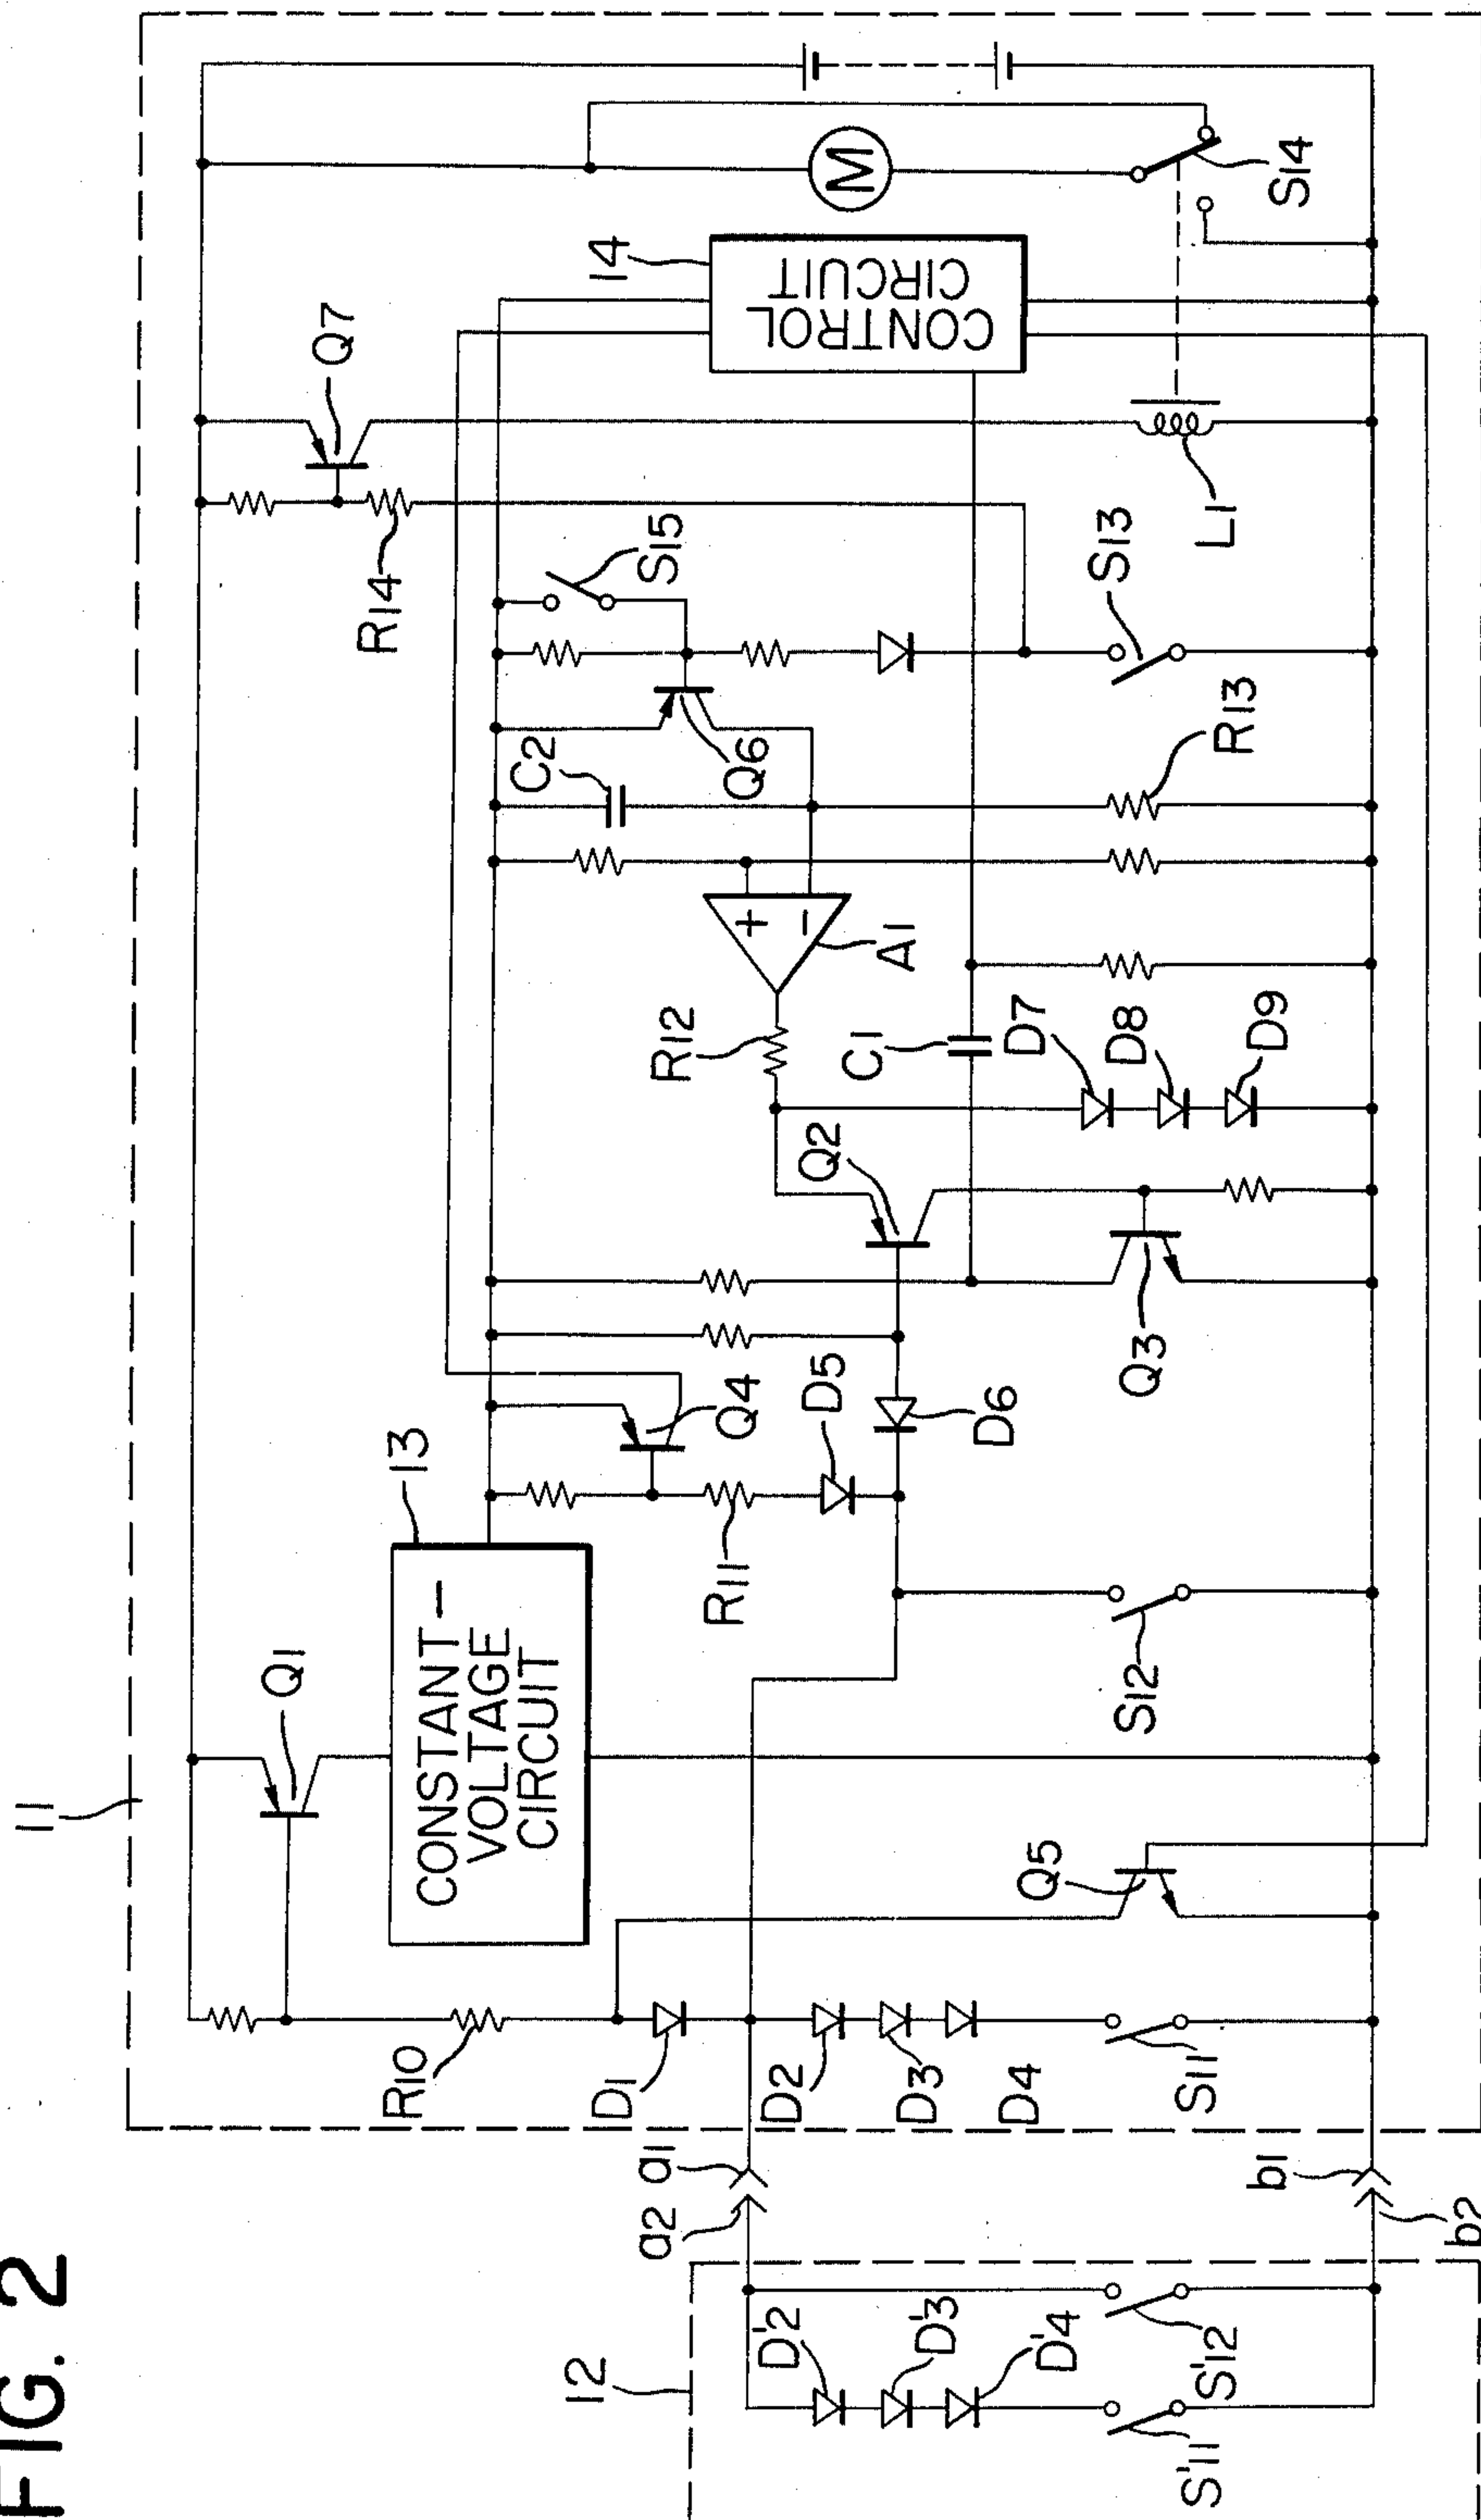 FIG. 2
11
Q1
13
CONSTANT-
VOLTAGE
CIRCUIT
R10
D1
D2
D3
D4
S11
a1
a2
b1
b2
12
D'2
D'3
D'4
S'11
S'12
Q5
S12
R11
D5
D6
Q4
Q3
Q2
R12
C1
D7
D8
D9
A1
+
−
C2
Q6
R13
S15
S13
R14
Q7
L1
14
CONTROL
CIRCUIT
M
S14